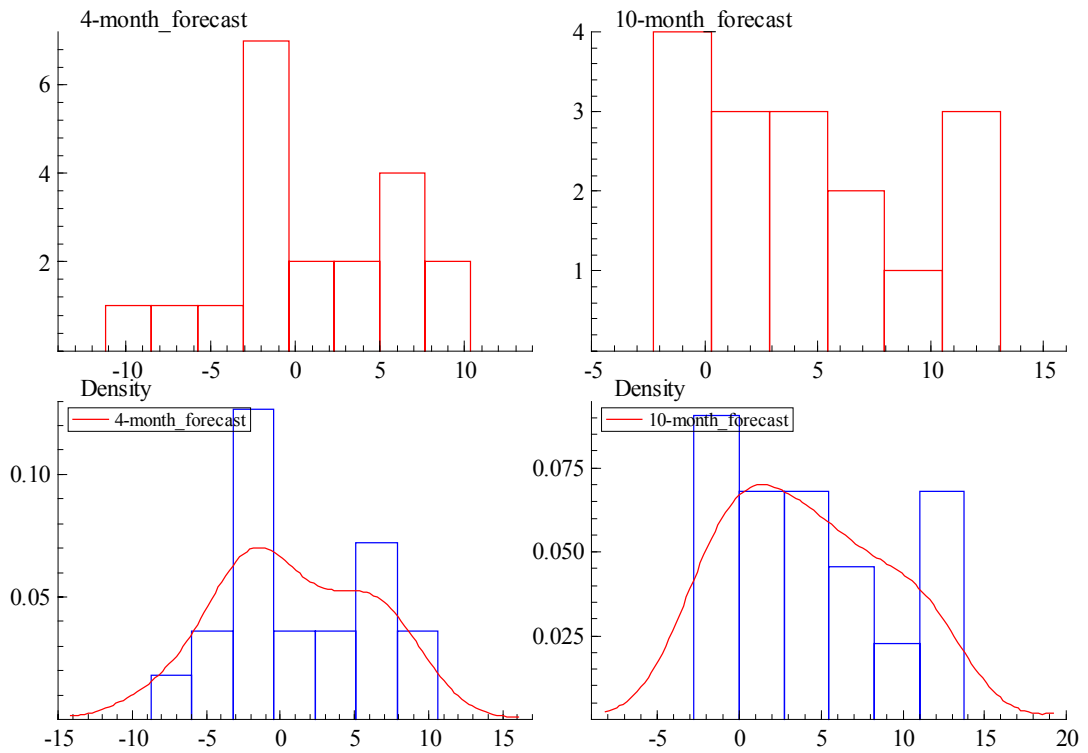 4-month_forecast
6
4
2
-10 -5 0 5 10
10-month_forecast
4
3
2
1
-5 0 5 10 15
Density
4-month_forecast
0.10
0.05
-15 -10 -5 0 5 10 15
Density
10-month_forecast
0.075
0.050
0.025
-5 0 5 10 15 20